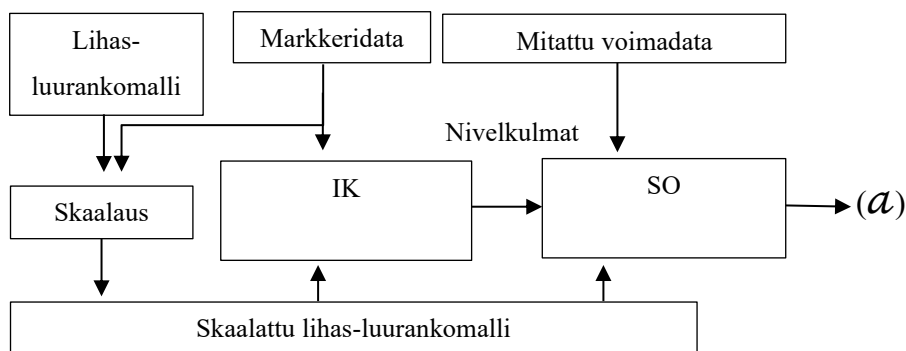 Lihas-
luurankomalli
Markkeridata
Mitattu voimadata
Nivelkulmat
IK
SO
(a)
Skaalaus
Skaalattu lihas-luurankomalli